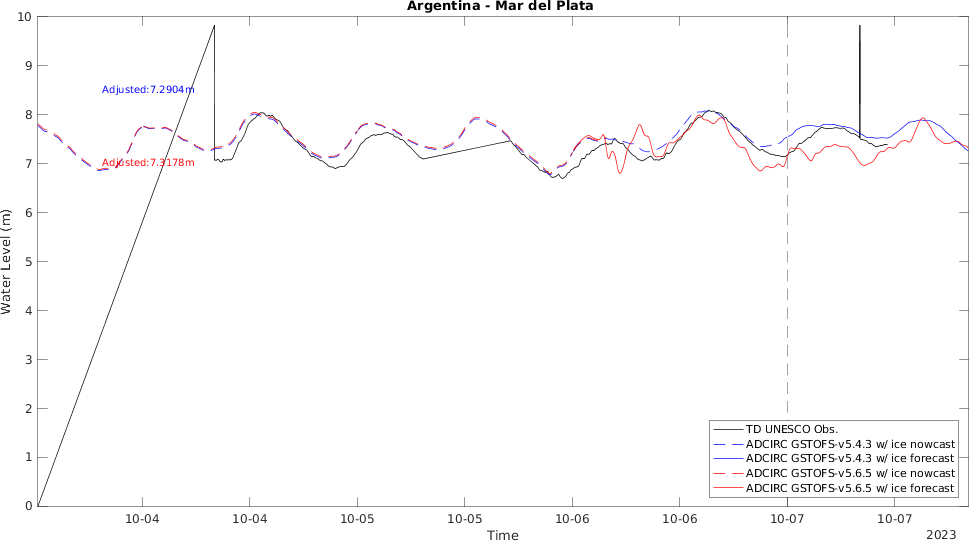 Argentina - Mar del Plata
10
9
8
7
6
5
4
3
2
1
0
Water Level (m)
Adjusted:7.2904m
Adjusted:7.3178m
TD UNESCO Obs.
ADCIRC GSTOFS-v5.4.3 w/ ice nowcast
ADCIRC GSTOFS-v5.4.3 w/ ice forecast
ADCIRC GSTOFS-v5.6.5 w/ ice nowcast
ADCIRC GSTOFS-v5.6.5 w/ ice forecast
10-04 10-04 10-05 10-05 10-06 10-06 10-07 10-07
Time
2023